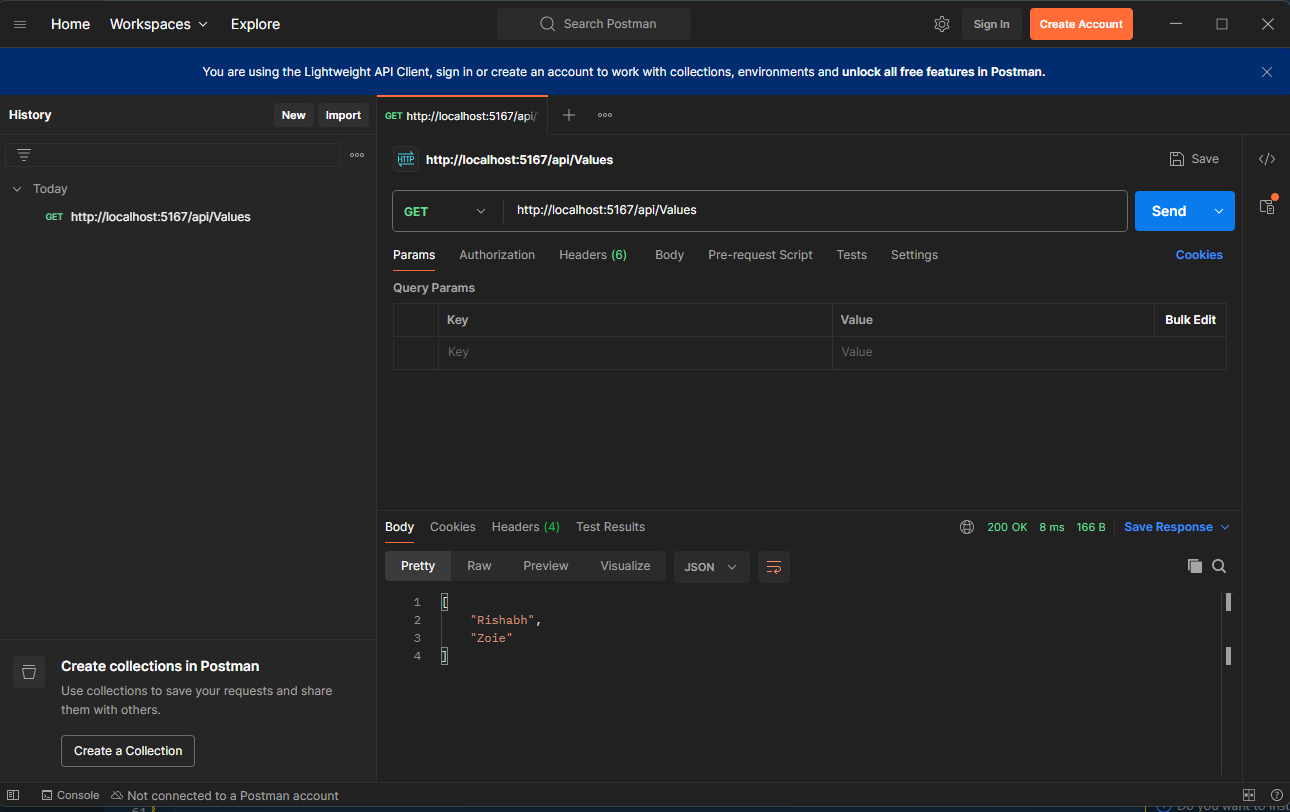 Home Workspaces Explore Search Postman Sign In Create Account
You are using the Lightweight API Client, sign in or create an account to work with collections, environments and unlock all free features in Postman.
History New Import GET http://localhost:5167/api/
HTTP http://localhost:5167/api/Values Save
Today
GET http://localhost:5167/api/Values
GET http://localhost:5167/api/Values Send
Params Authorization Headers (6) Body Pre-request Script Tests Settings Cookies
Query Params
Key Value Bulk Edit
Key Value
Body Cookies Headers (4) Test Results 200 OK 8 ms 166 B Save Response
Pretty Raw Preview Visualize JSON
1 [
2 "Rishabh",
3 "Zoie"
4 ]
Create collections in Postman
Use collections to save your requests and share
them with others.
Create a Collection
Console Not connected to a Postman account